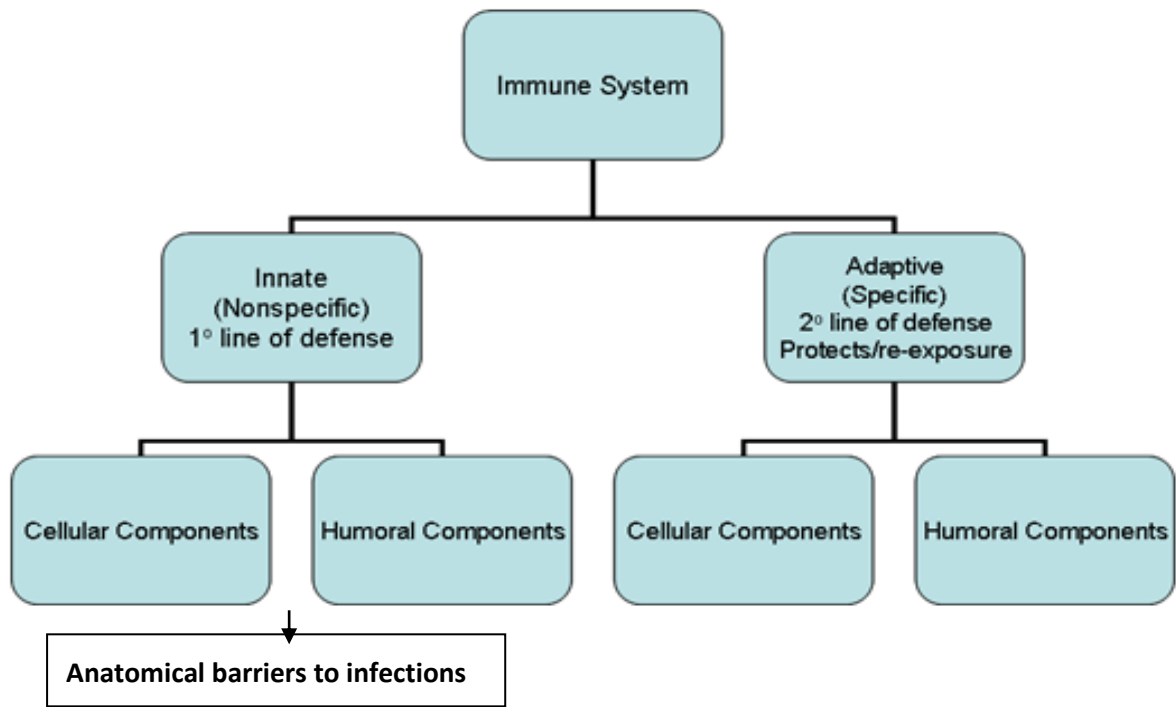 Immune System
Innate
(Nonspecific)
1° line of defense
Adaptive
(Specific)
2° line of defense
Protects/re-exposure
Cellular Components
Humoral Components
Cellular Components
Humoral Components
Anatomical barriers to infections